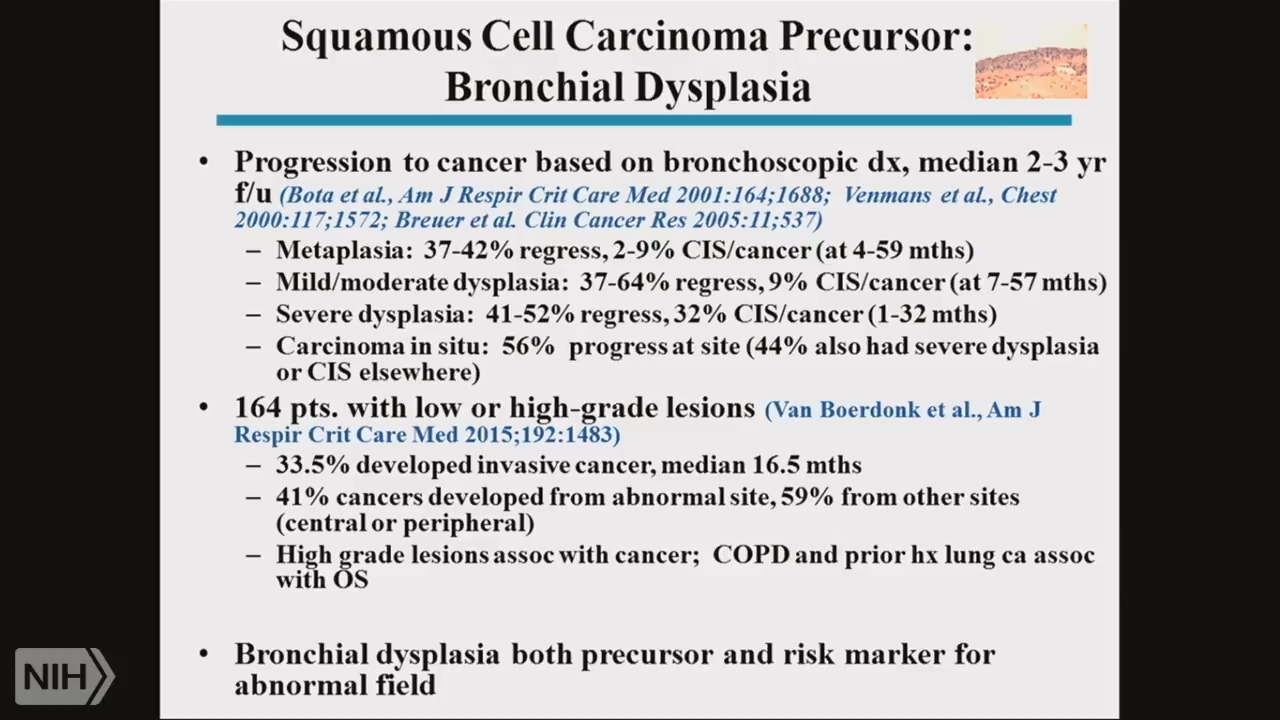 Squamous Cell Carcinoma Precursor:
Bronchial Dysplasia
• Progression to cancer based on bronchoscopic dx, median 2-3 yr
f/u (Bota et al., Am J Respir Crit Care Med 2001:164;1688; Venmans et al., Chest
2000:117;1572; Breuer et al. Clin Cancer Res 2005:11;537)
– Metaplasia: 37-42% regress, 2-9% CIS/cancer (at 4-59 mths)
– Mild/moderate dysplasia: 37-64% regress, 9% CIS/cancer (at 7-57 mths)
– Severe dysplasia: 41-52% regress, 32% CIS/cancer (1-32 mths)
– Carcinoma in situ: 56% progress at site (44% also had severe dysplasia
or CIS elsewhere)
• 164 pts. with low or high-grade lesions (Van Boerdonk et al., Am J
Respir Crit Care Med 2015;192:1483)
– 33.5% developed invasive cancer, median 16.5 mths
– 41% cancers developed from abnormal site, 59% from other sites
(central or peripheral)
– High grade lesions assoc with cancer; COPD and prior hx lung ca assoc
with OS
• Bronchial dysplasia both precursor and risk marker for
abnormal field
NIH